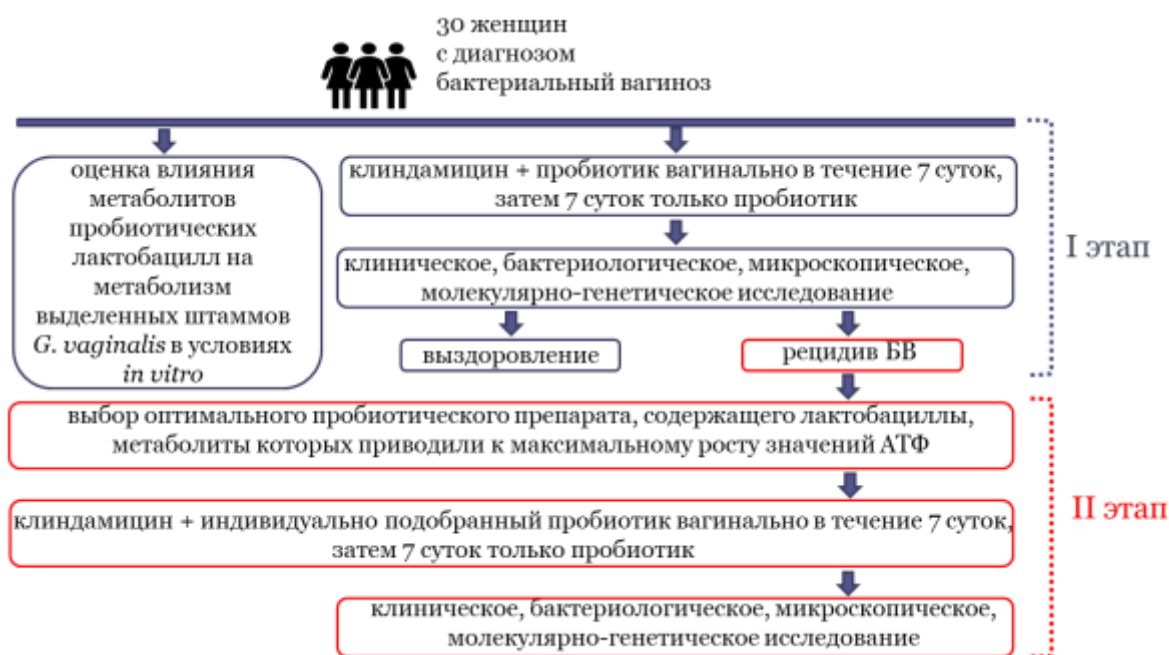 30 женщин
с диагнозом
бактериальный вагиноз
оценка влияния
метаболитов
пробиотических
лактобацилл на
метаболизм
выделенных штаммов
G. vaginalis в условиях
in vitro
клиндамицин + пробиотик вагинально в течение 7 суток,
затем 7 суток только пробиотик
клиническое, бактериологическое, микроскопическое,
молекулярно-генетическое исследование
выздоровление
рецидив БВ
I этап
выбор оптимального пробиотического препарата, содержащего лактобациллы,
метаболиты которых приводили к максимальному росту значений АТФ
клиндамицин + индивидуально подобранный пробиотик вагинально в течение 7 суток,
затем 7 суток только пробиотик
II этап
клиническое, бактериологическое, микроскопическое,
молекулярно-генетическое исследование